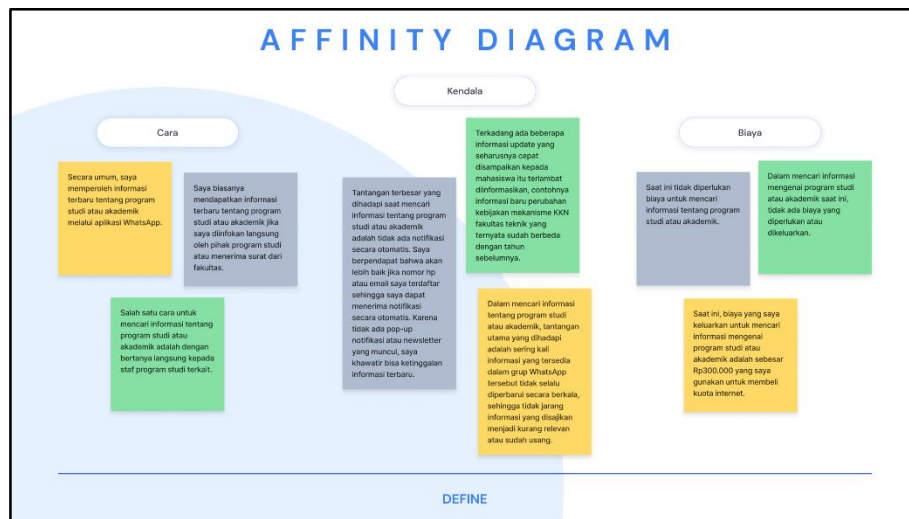 AFFINITY DIAGRAM
Cara
Secara umum, saya
memperoleh informasi
terbaru tentang program
studi atau akademik
melalui aplikasi WhatsApp.
Saya biasanya
mendapatkan informasi
terbaru tentang program
studi atau akademik jika
saya diinfokan langsung
oleh pihak program studi
atau menerima surat dari
fakultas.
Salah satu cara untuk
mencari informasi tentang
program studi atau
akademik adalah dengan
bertanya langsung kepada
staf program studi terkait.
Kendala
Tantangan terbesar yang
dihadapi saat mencari
informasi tentang program
studi atau akademik
adalah tidak ada notifikasi
secara otomatis. Saya
berpendapat bahwa akan
lebih baik jika nomor hp
atau email saya terdaftar
sehingga saya dapat
menerima notifikasi
secara otomatis. Karena
tidak ada pop-up
notifikasi atau newsletter
yang muncul, saya
khawatir bisa ketinggalan
informasi terbaru.
Terkadang ada beberapa
informasi update yang
seharusnya cepat
disampaikan kepada
mahasiswa itu terlambat
diinformasikan, contohnya
informasi baru perubahan
kebijakan mekanisme KKN
fakultas teknik yang
ternyata sudah berbeda
dengan tahun
sebelumnya.
Dalam mencari informasi
tentang program studi
atau akademik, tantangan
utama yang dihadapi
adalah sering kali
informasi yang tersedia
dalam grup WhatsApp
tersebut tidak selalu
diperbarui secara berkala,
sehingga tidak jarang
informasi yang disajikan
menjadi kurang relevan
atau sudah usang.
Biaya
Saat ini tidak diperlukan
biaya untuk mencari
informasi tentang program
studi atau akademik.
Dalam mencari informasi
mengenai program studi
atau akademik saat ini,
tidak ada biaya yang
diperlukan atau
dikeluarkan.
Saat ini, biaya yang saya
keluarkan untuk mencari
informasi mengenai
program studi atau
akademik adalah sebesar
Rp300.000 yang saya
gunakan untuk membeli
kuota internet.
DEFINE